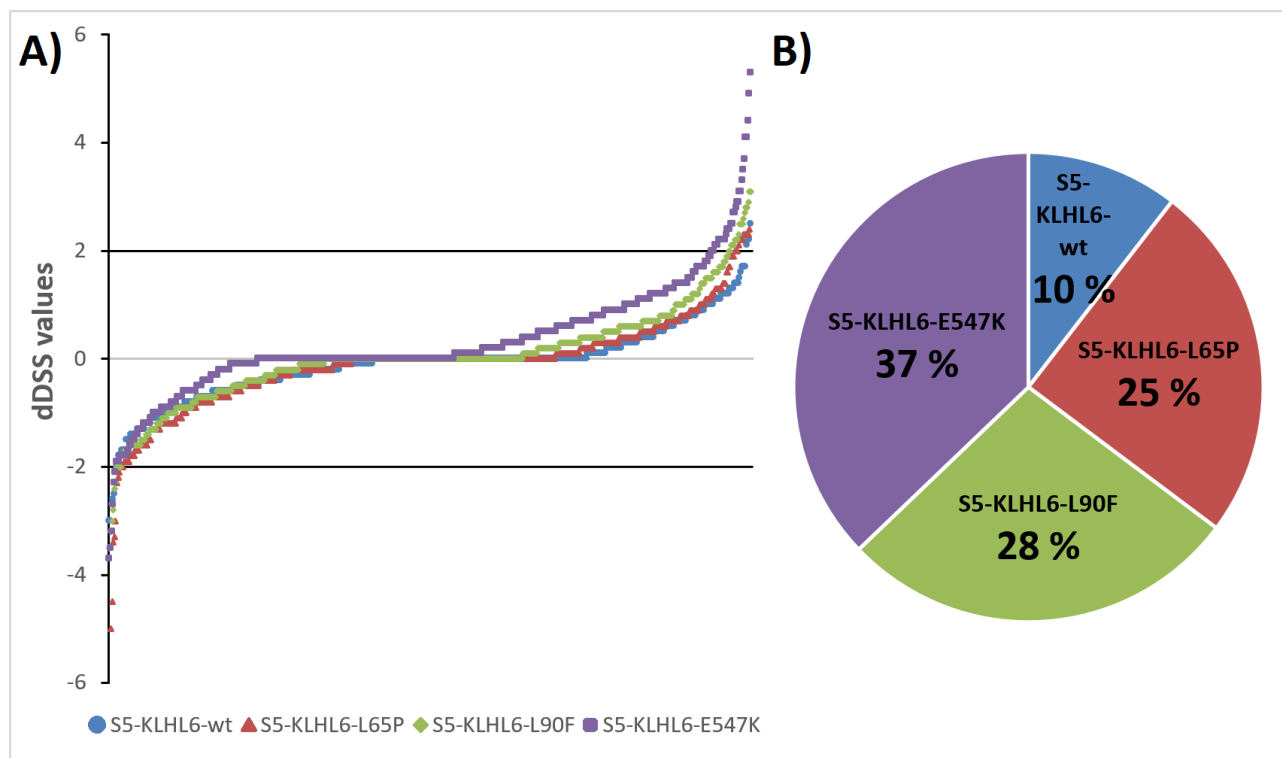 A)
6
4
2
0
-2
-4
-6
dDSS values
S5-KLHL6-wt S5-KLHL6-L65P S5-KLHL6-L90F S5-KLHL6-E547K
B)
S5-
KLHL6-
wt
10 %
S5-KLHL6-L65P
25 %
S5-KLHL6-L90F
28 %
S5-KLHL6-E547K
37 %